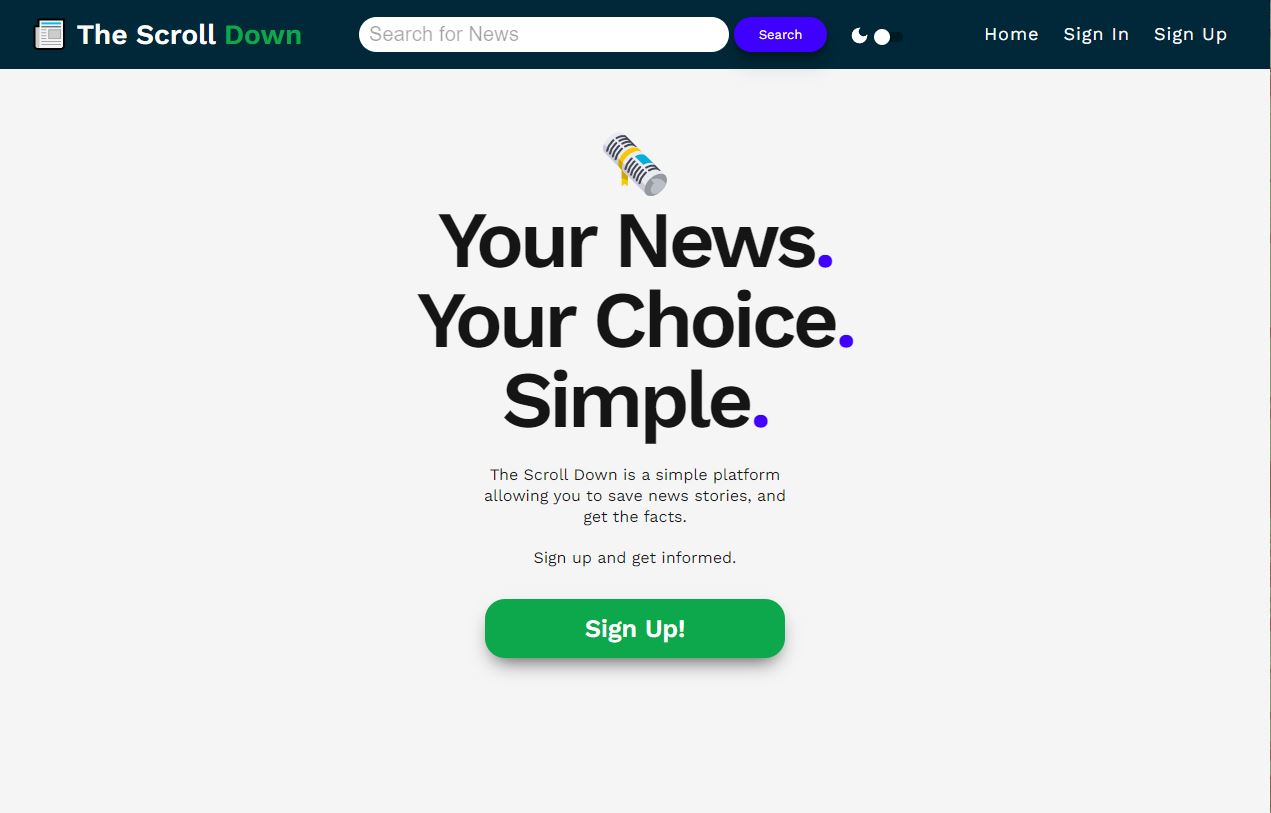 The Scroll Down
Search for News
Search
Home
Sign In
Sign Up
Your News.
Your Choice.
Simple.
The Scroll Down is a simple platform
allowing you to save news stories, and
get the facts.
Sign up and get informed.
Sign Up!